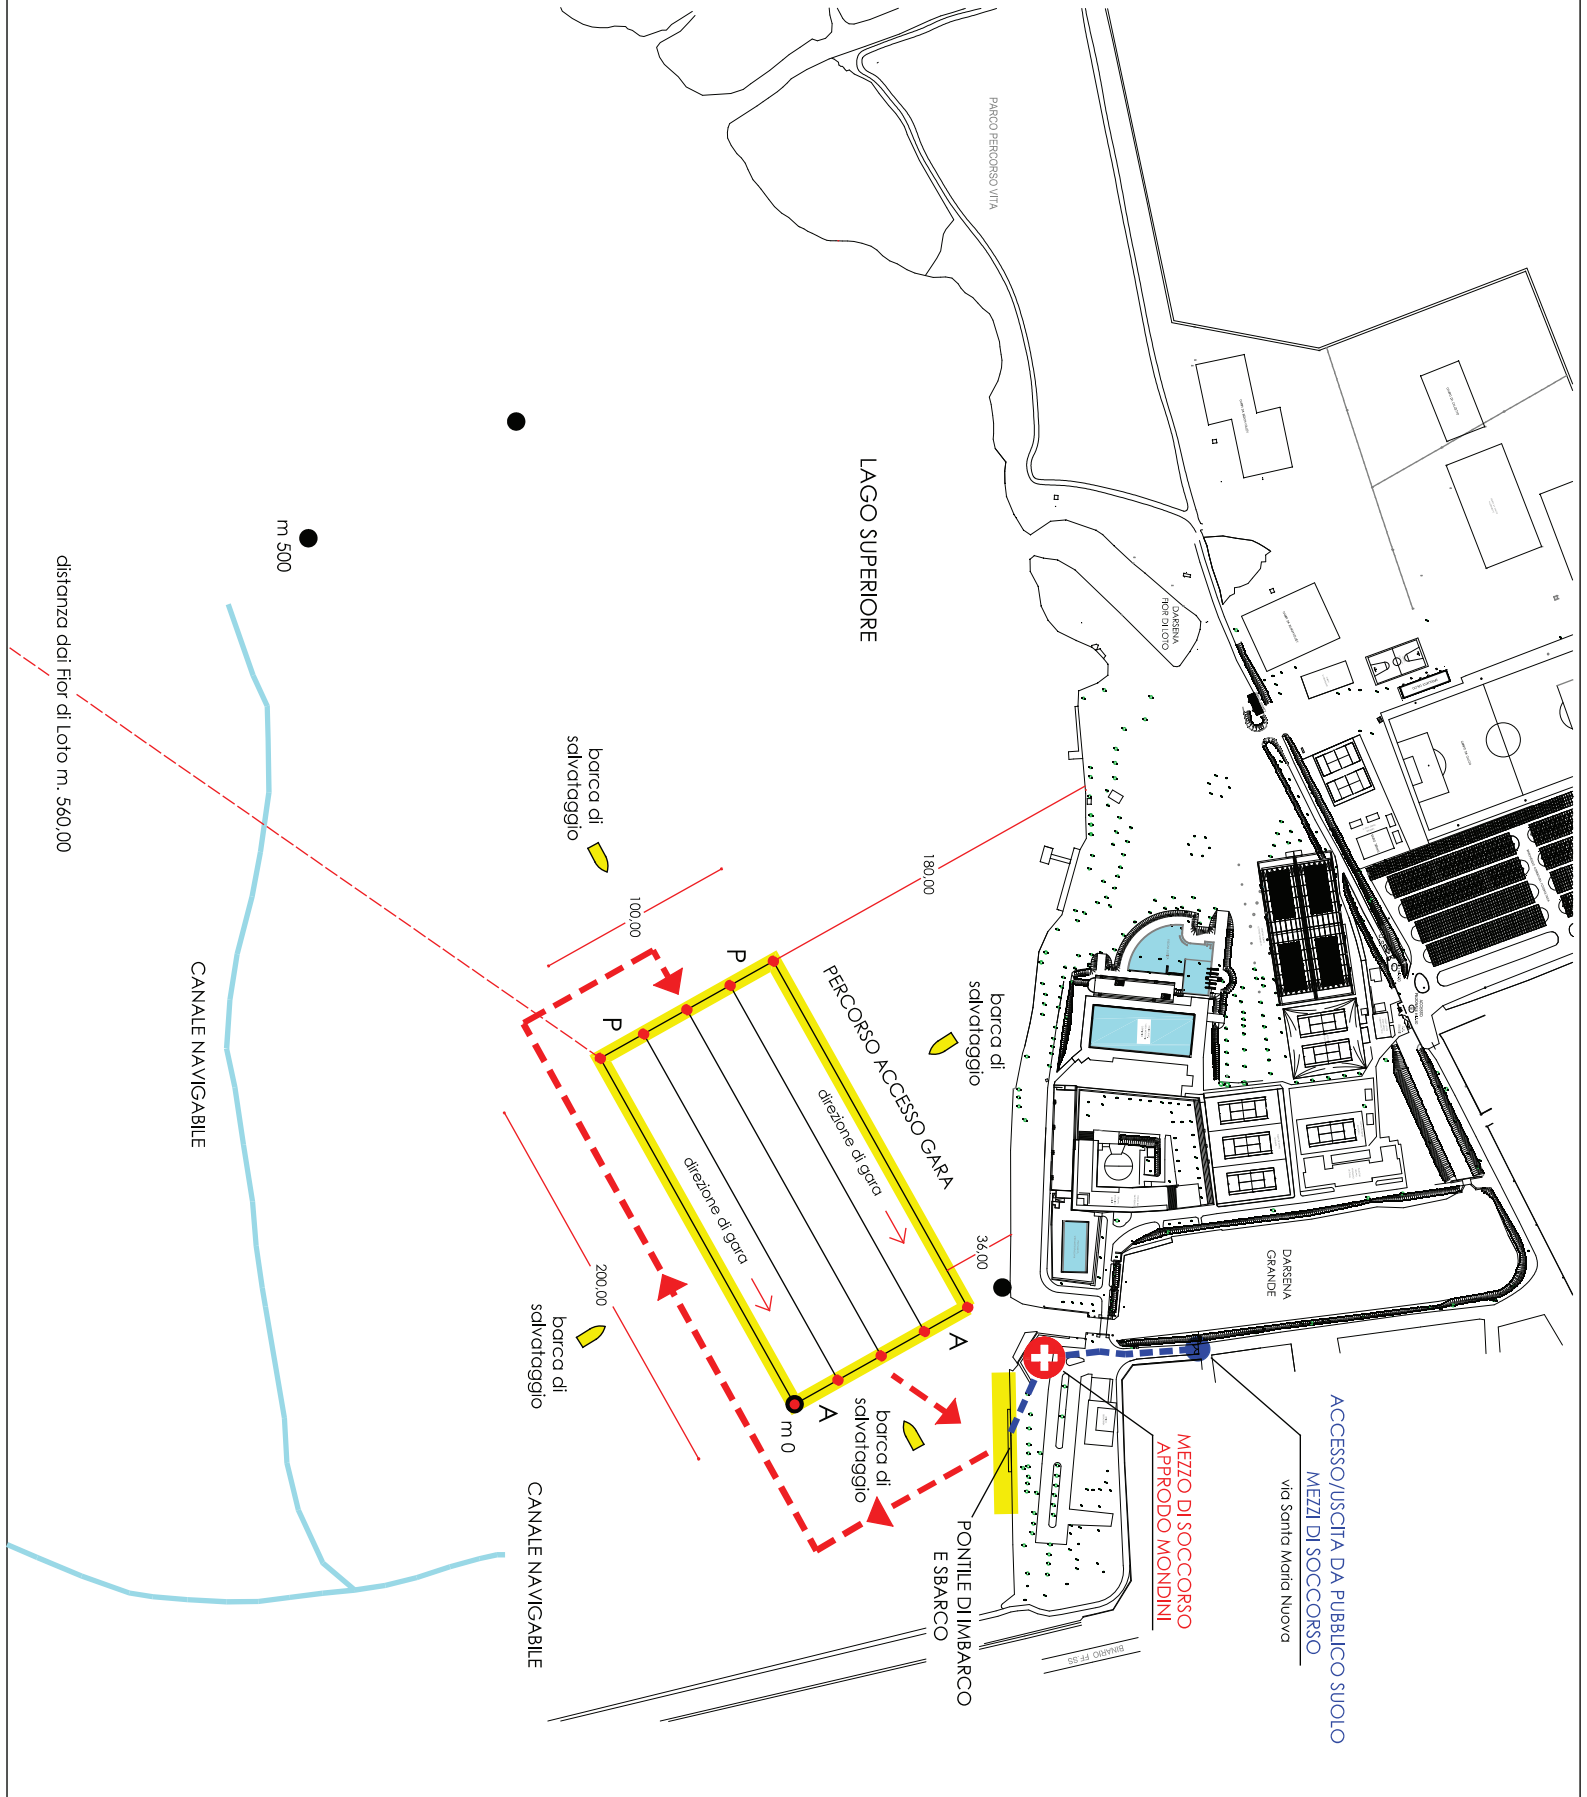 PARCO PERCORSO VITA
LAGO SUPERIORE
DARSENA
FIOR DI LOTO
m 500
distanza dai Fior di Loto m. 560,00
barca di
salvataggio
180,00
100,00
P
P
PERCORSO ACCESSO GARA
barca di
salvataggio
direzione di gara
direzione di gara
CANALE NAVIGABILE
36,00
200,00
DARSENA
GRANDE
A
A
m 0
barca di
salvataggio
barca di
salvataggio
CANALE NAVIGABILE
PONTILE DI IMBARCO
E SBARCO
MEZZO DI SOCCORSO
APPRODO MONDINI
ACCESSO/USCITA DA PUBBLICO SUOLO
MEZZI DI SOCCORSO
via Santa Maria Nuova
BINARIO FF.SS